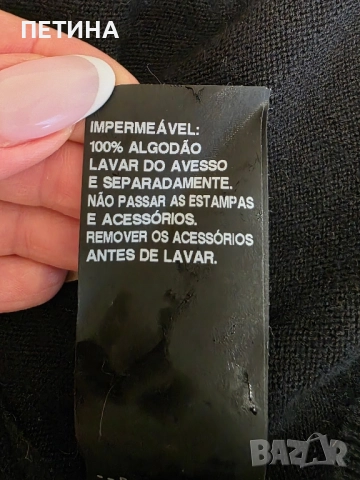 ПЕТИНА
IMPERMEÁVEL:
100% ALGODÃO
LAVAR DO AVESSO
E SEPARADAMENTE.
NÃO PASSAR AS ESTAMPAS
E ACESSÓRIOS.
REMOVER OS ACESSÓRIOS
ANTES DE LAVAR.
BAZAR